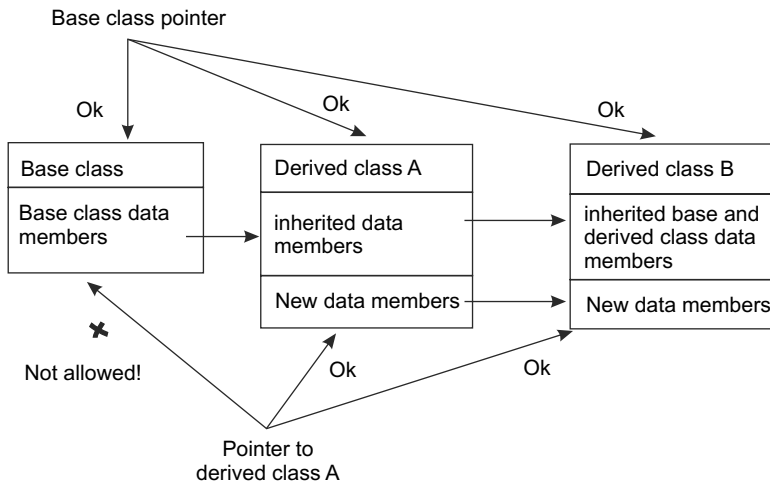 Base class pointer
Ok
Ok
Ok
Base class
Base class data
members
Derived class A
inherited data
members
New data members
Derived class B
inherited base and
derived class data
members
New data members
Not allowed!
Ok
Ok
Pointer to
derived class A